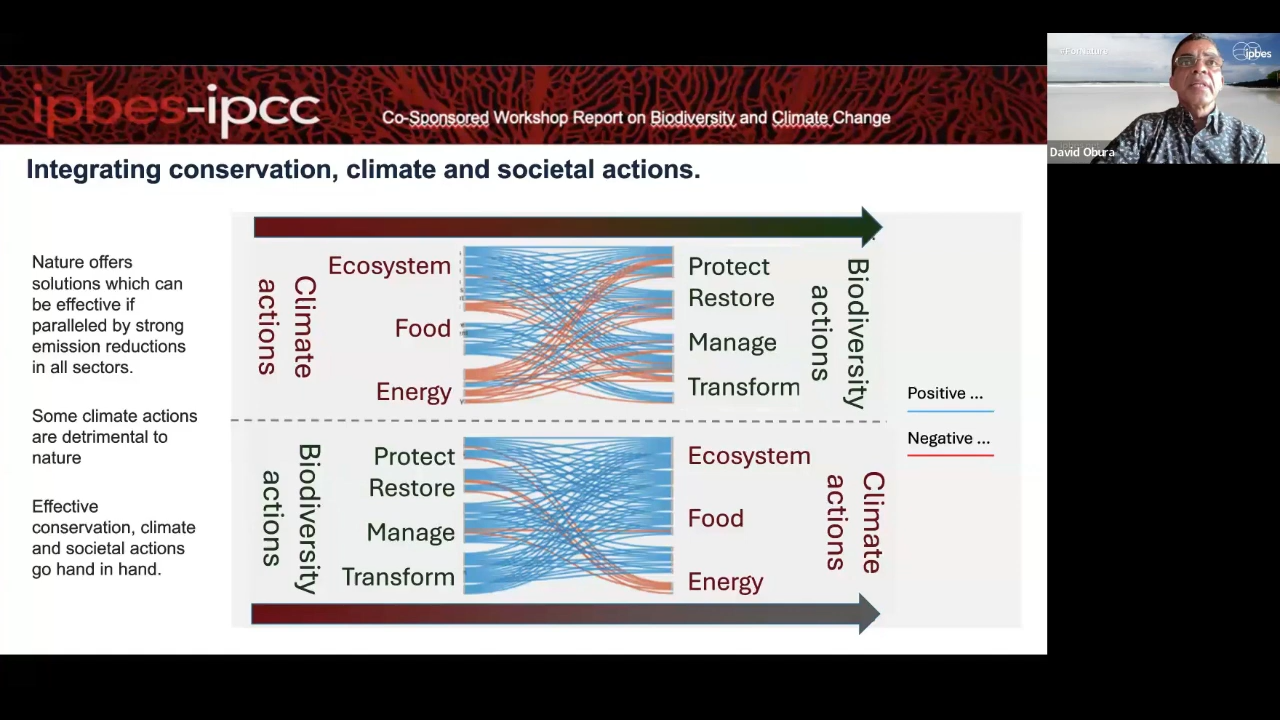 ipbes-ipcc
Co-Sponsored Workshop Report on Biodiversity and Climate Change
ipbes
David Obura
Integrating conservation, climate and societal actions.
Nature offers
solutions which can
be effective if
paralleled by strong
emission reductions
in all sectors.
Some climate actions
are detrimental to
nature
Effective
conservation, climate
and societal actions
go hand in hand.
Climate
actions
Ecosystem
Food
Energy
Protect
Restore
Manage
Transform
Biodiversity
actions
Positive ...
Negative ...
Biodiversity
actions
Protect
Restore
Manage
Transform
Ecosystem
Food
Energy
Climate
actions